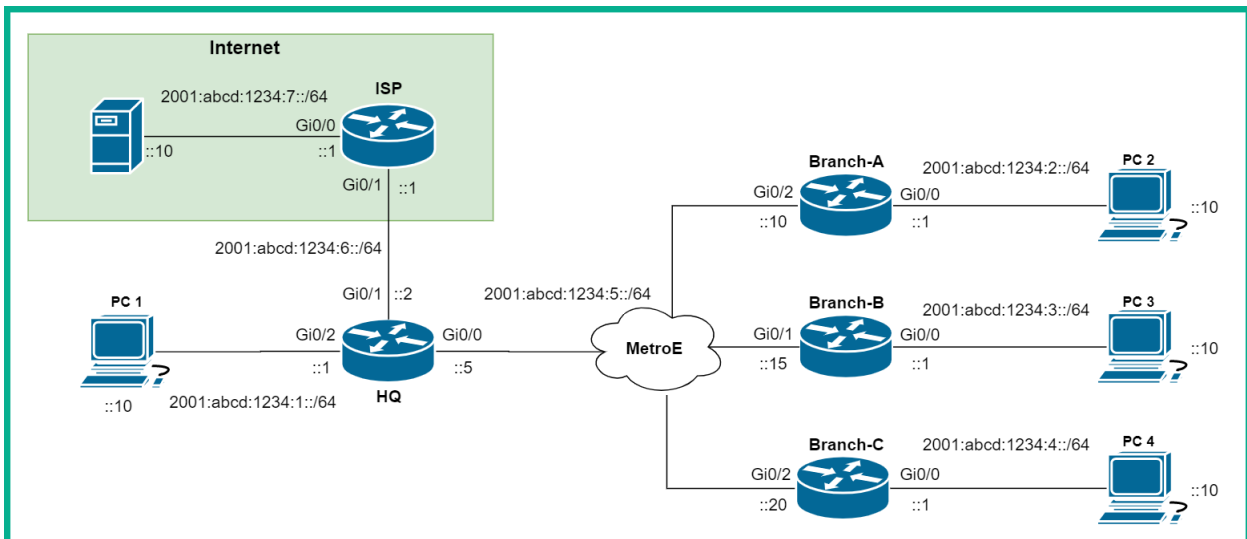 Internet
ISP
2001:abcd:1234:7::/64
Gi0/0
::10
::1
Gi0/1
::1
2001:abcd:1234:6::/64
Gi0/1
::2
PC 1
Gi0/2
Gi0/0
::1
::5
HQ
::10
2001:abcd:1234:1::/64
2001:abcd:1234:5::/64
MetroE
Branch-A
2001:abcd:1234:2::/64
PC 2
Gi0/2
Gi0/0
::10
::1
::10
Branch-B
2001:abcd:1234:3::/64
PC 3
Gi0/1
Gi0/0
::15
::1
::10
Branch-C
2001:abcd:1234:4::/64
PC 4
Gi0/2
Gi0/0
::20
::1
::10